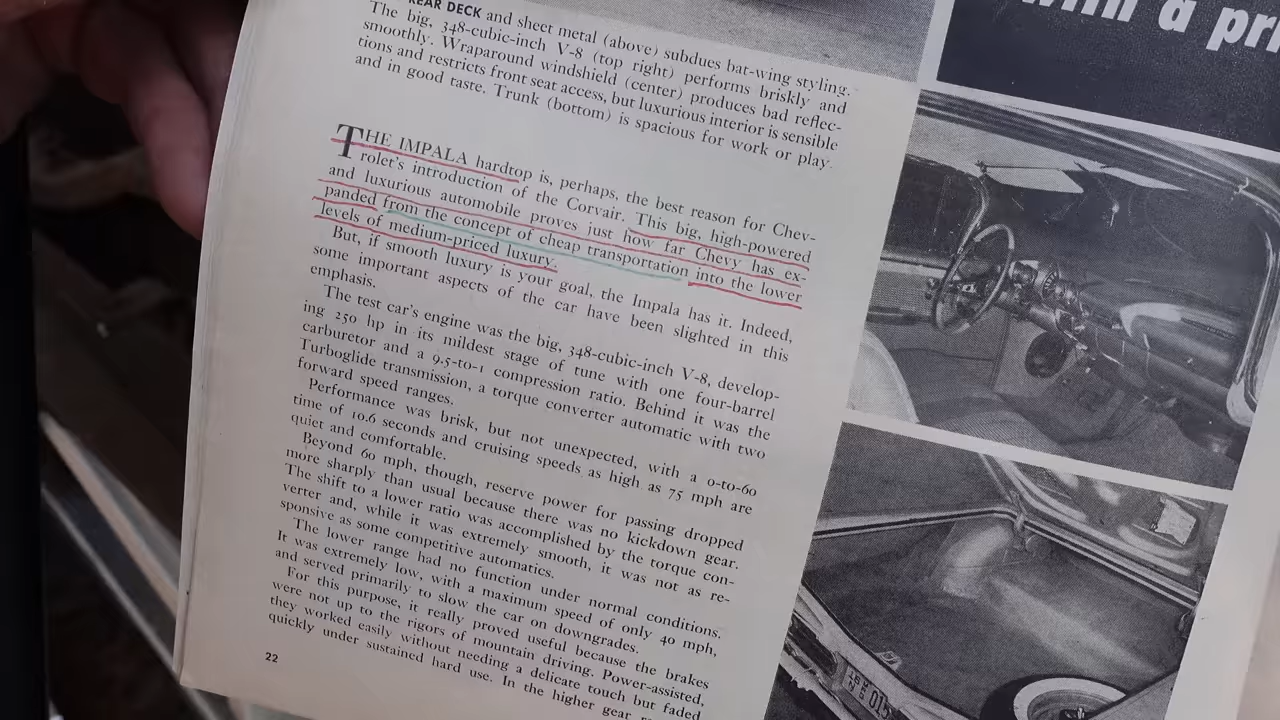 REAR DECK and sheet metal (above) subdues bat-wing styling.
The big, 348-cubic-inch V-8 (top right) performs briskly and
smoothly. Wraparound windshield (center) produces bad reflec-
tions and restricts front seat access, but luxurious interior is sensible
and in good taste. Trunk (bottom) is spacious for work or play.
THE IMPALA hardtop is, perhaps, the best reason for Chev-
rolet's introduction of the Corvair. This big, high-powered
and luxurious automobile proves just how far Chevy has ex-
panded from the concept of cheap transportation into the lower
levels of medium-priced luxury.
But, if smooth luxury is your goal, the Impala has it. Indeed,
some important aspects of the car have been slighted in this
emphasis.
The test car's engine was the big, 348-cubic-inch V-8, develop-
ing 250 hp in its mildest stage of tune with one four-barrel
carburetor and a 9.5-to-1 compression ratio. Behind it was the
Turboglide transmission, a torque converter automatic with two
forward speed ranges.
Performance was brisk, but not unexpected, with a 0-to-60
time of 10.6 seconds and cruising speeds as high as 75 mph are
quiet and comfortable.
Beyond 60 mph, though, reserve power for passing dropped
more sharply than usual because there was no kickdown gear.
The shift to a lower ratio was accomplished by the torque con-
verter and, while it was extremely smooth, it was not as re-
sponsive as some competitive automatics.
The lower range had no function under normal conditions.
It was extremely low, with a maximum speed of only 40 mph,
and served primarily to slow the car on downgrades.
For this purpose, it really proved useful because the brakes
were not up to the rigors of mountain driving. Power-assisted,
they worked easily without needing a delicate touch but faded
quickly under sustained hard use. In the higher gear
22
with a pri